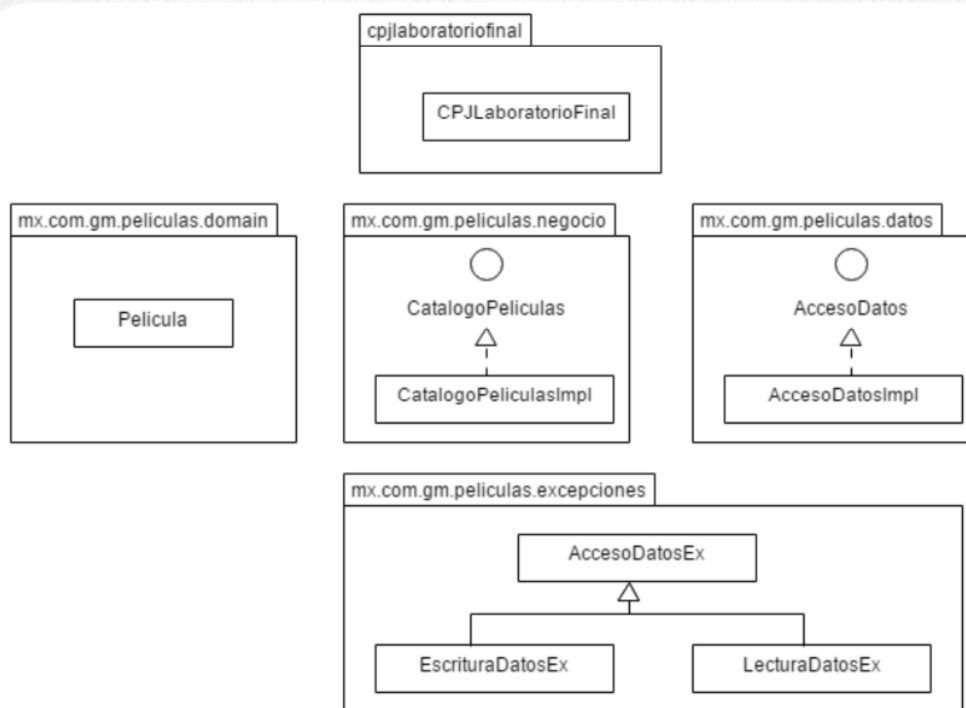 cpjlaboratoriofinal
CPJLaboratorioFinal
mx.com.gm.peliculas.domain
Pelicula
mx.com.gm.peliculas.negocio
CatalogoPeliculas
CatalogoPeliculasImpl
mx.com.gm.peliculas.datos
AccesoDatos
AccesoDatosImpl
mx.com.gm.peliculas.excepciones
AccesoDatosEx
EscrituraDatosEx
LecturaDatosEx